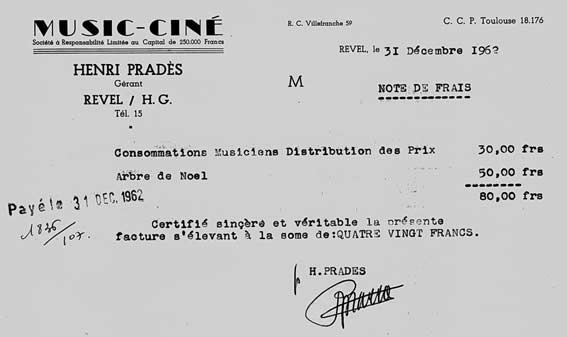 MUSIC-CINÉ
Société à Responsabilité Limitée au Capital de 250.000 Francs
R. C. Villefranche 59
C. C. P. Toulouse 18.176
HENRI PRADÈS
Gérant
REVEL / H. G.
Tél. 15
REVEL, le 31 Décembre 1962
M
NOTE DE FRAIS
Consommations Musiciens Distribution des Prix 30,00 frs
Arbre de Noel 50,00 frs
80,00 frs
Payé le 31 DEC. 1962
Certifié sinçère et véritable la présente
facture s'élevant à la some de:QUATRE VINGT FRANCS.
H.PRADES